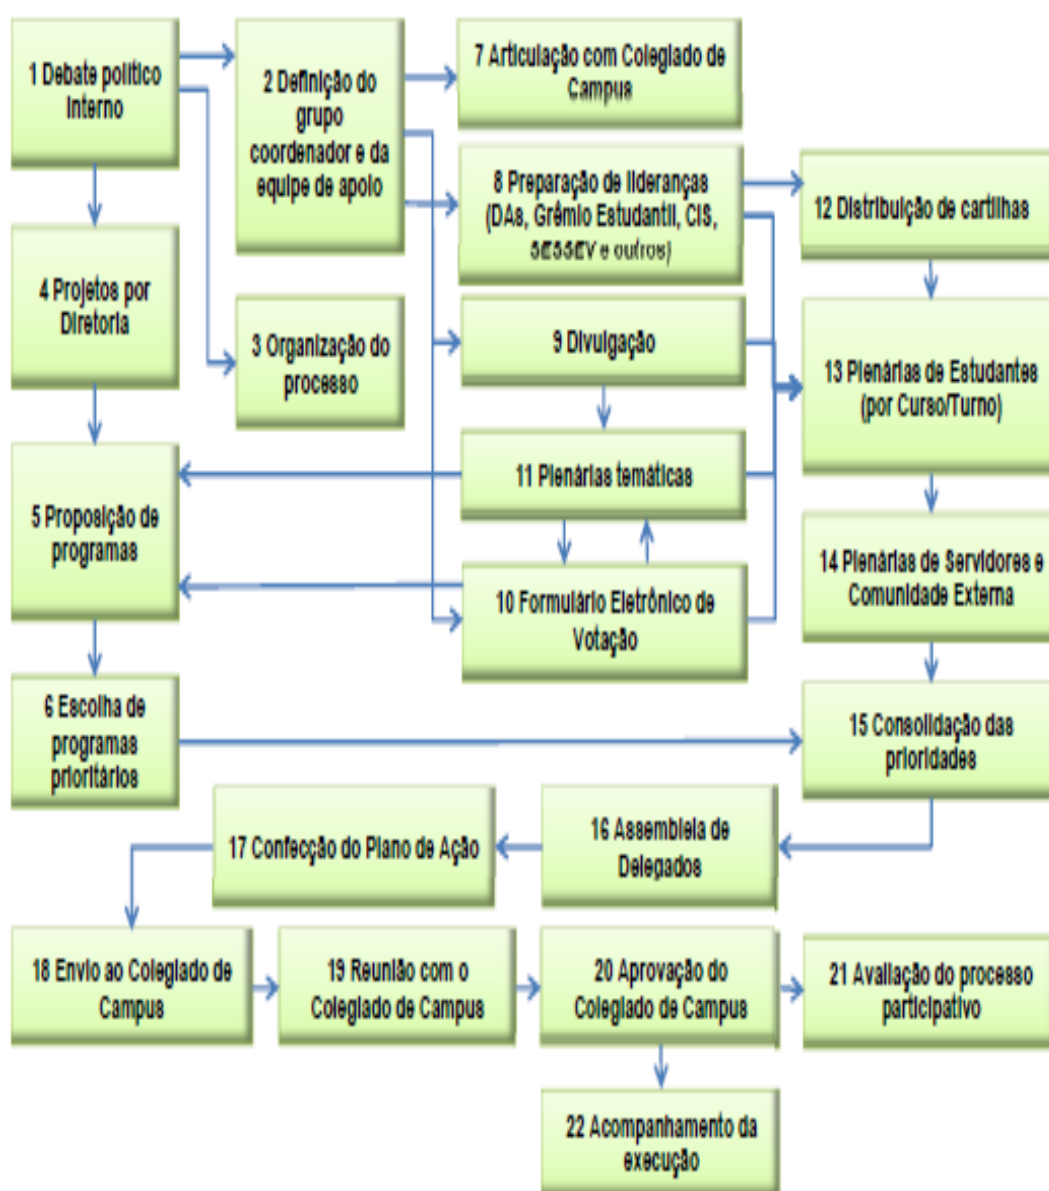 1 Debate político
Interno
2 Definição do
grupo
coordenador e da
equipe de apoio
7 Articulação com Colegiado de
Campus
8 Preparação de lideranças
(DAs, Grêmio Estudantil, CIS,
e outros)
12 Distribuição de cartilhas
4 Projetos por
Diretoria
3 Organização do
processo
9 Divulgação
13 Plenárias de Estudantes
(por Curso/Turno)
11 Plenárias temáticas
5 Proposição de
programas
14 Plenárias de Servidores e
Comunidade Externa
10 Formulário Eletrônico de
Votação
6 Escolha de
programas
prioritários
15 Consolidação das
prioridades
17 Confecção do Plano de Ação
16 Assembleia de
Delegados
18 Envio ao Colegiado de
Campus
19 Reunião com o
Colegiado de Campus
20 Aprovação do
Colegiado de Campus
21 Avaliação do processo
participativo
22 Acompanhamento da
execução